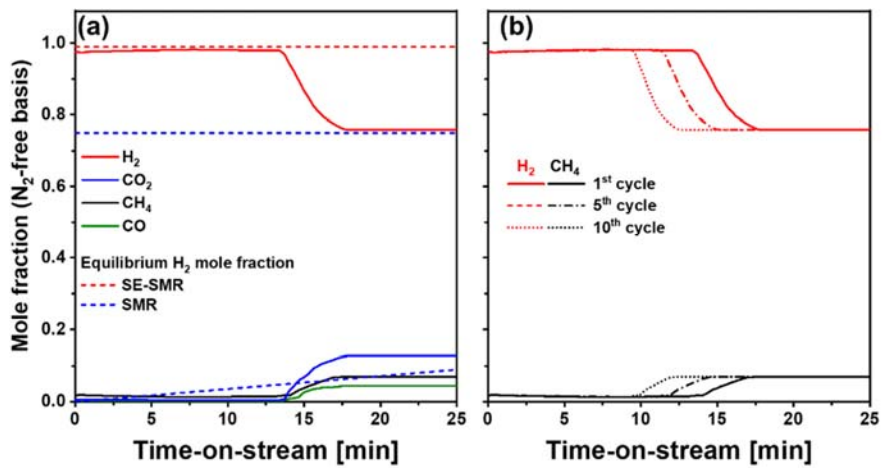 (a)
(b)
Mole fraction (N₂-free basis)
1.0
0.8
0.6
0.4
0.2
0.0
H₂
CO₂
CH₄
CO
Equilibrium H₂ mole fraction
SE-SMR
SMR
0 5 10 15 20 25
Time-on-stream [min]
H₂ CH₄
1ˢᵗ cycle
5ᵗʰ cycle
10ᵗʰ cycle
0 5 10 15 20 25
Time-on-stream [min]